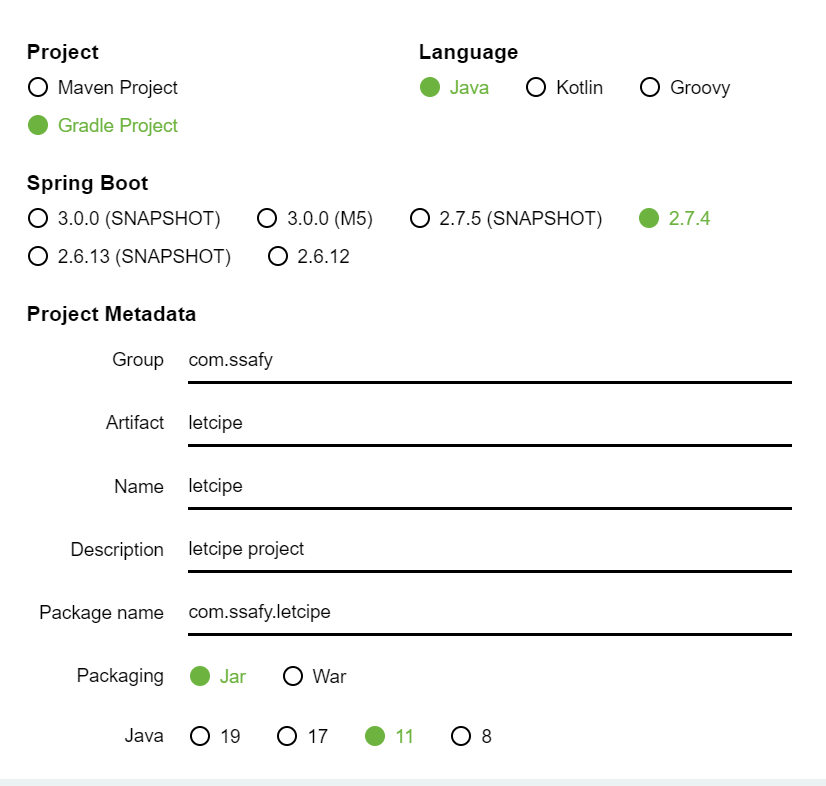 Project
Maven Project
Gradle Project
Language
Java Kotlin Groovy
Spring Boot
3.0.0 (SNAPSHOT) 3.0.0 (M5) 2.7.5 (SNAPSHOT) 2.7.4
2.6.13 (SNAPSHOT) 2.6.12
Project Metadata
Group com.ssafy
Artifact letcipe
Name letcipe
Description letcipe project
Package name com.ssafy.letcipe
Packaging Jar War
Java 19 17 11 8